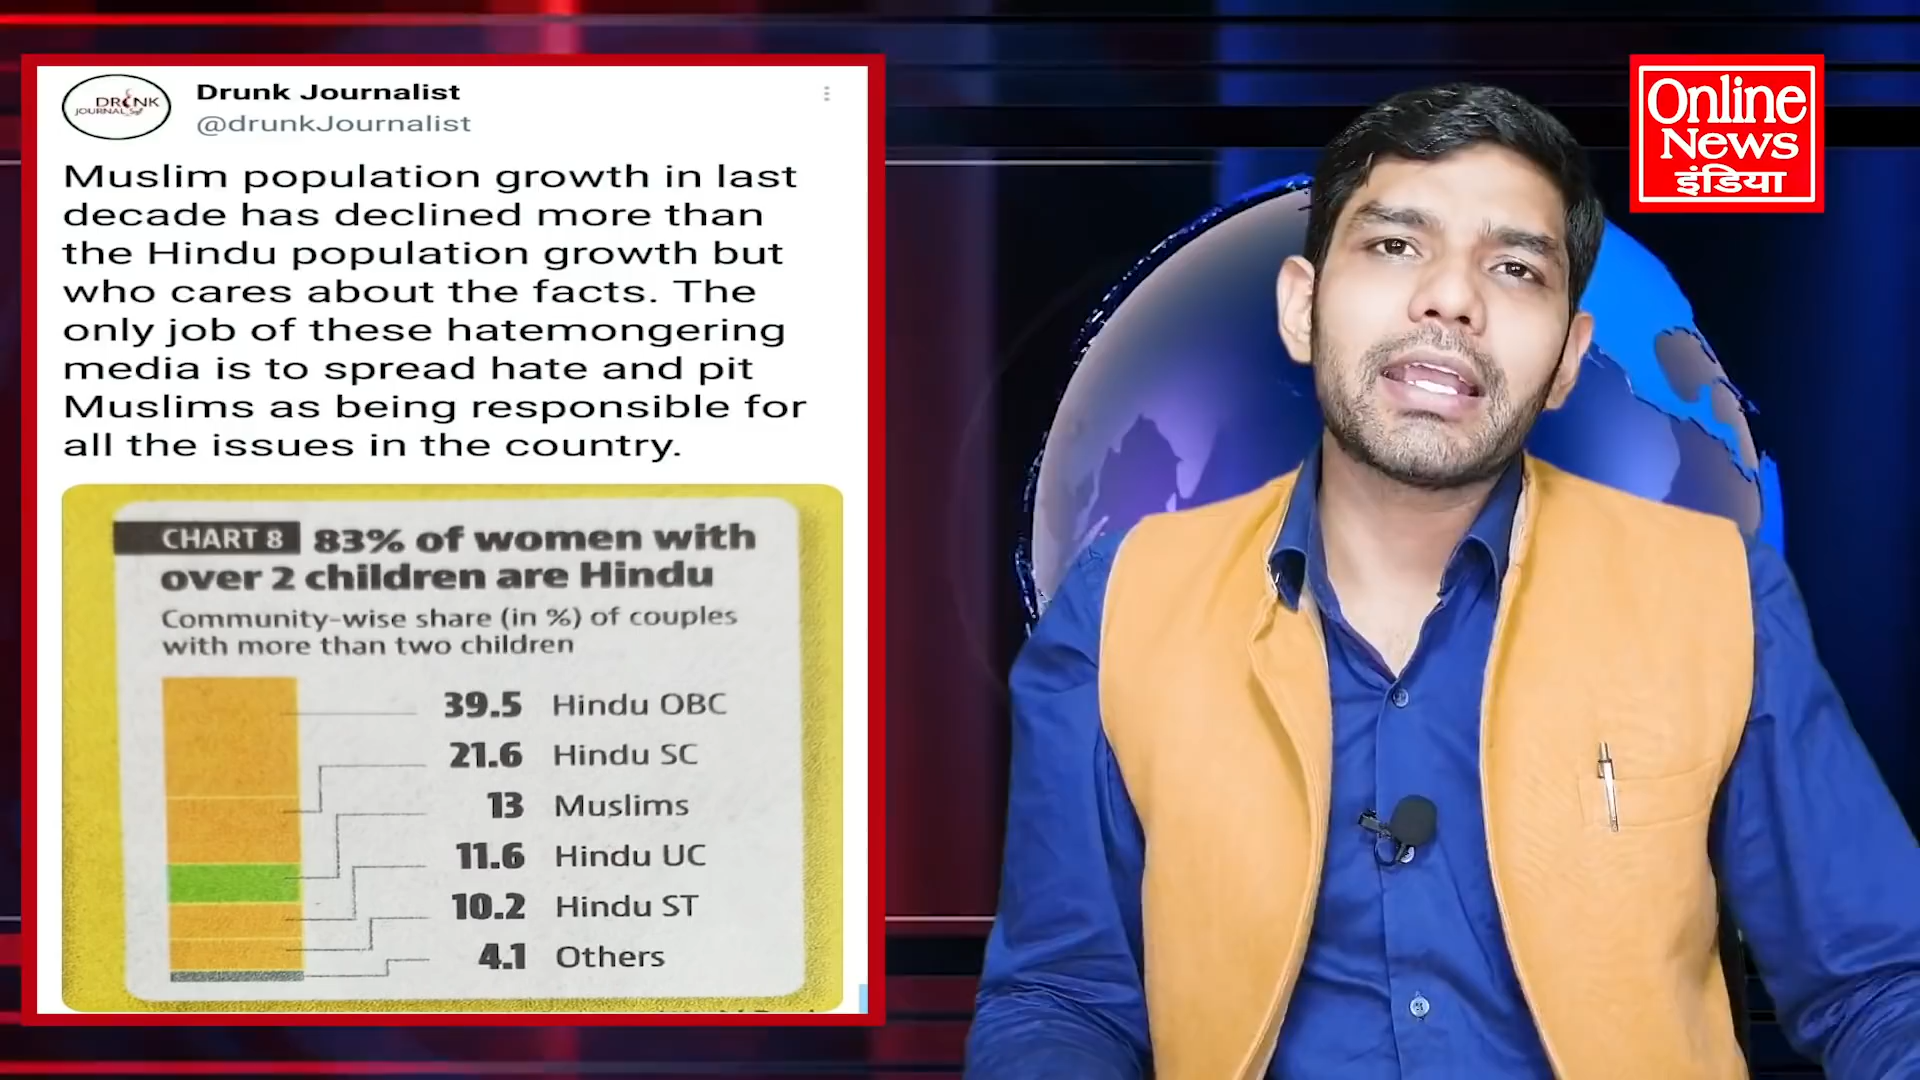 DRUNK
JOURNALIST
Drunk Journalist
@drunkJournalist
Muslim population growth in last
decade has declined more than
the Hindu population growth but
who cares about the facts. The
only job of these hatemongering
media is to spread hate and pit
Muslims as being responsible for
all the issues in the country.
CHART 8 83% of women with
over 2 children are Hindu
Community-wise share (in %) of couples
with more than two children
39.5 Hindu OBC
21.6 Hindu SC
13 Muslims
11.6 Hindu UC
10.2 Hindu ST
4.1 Others
Online
News
इंडिया